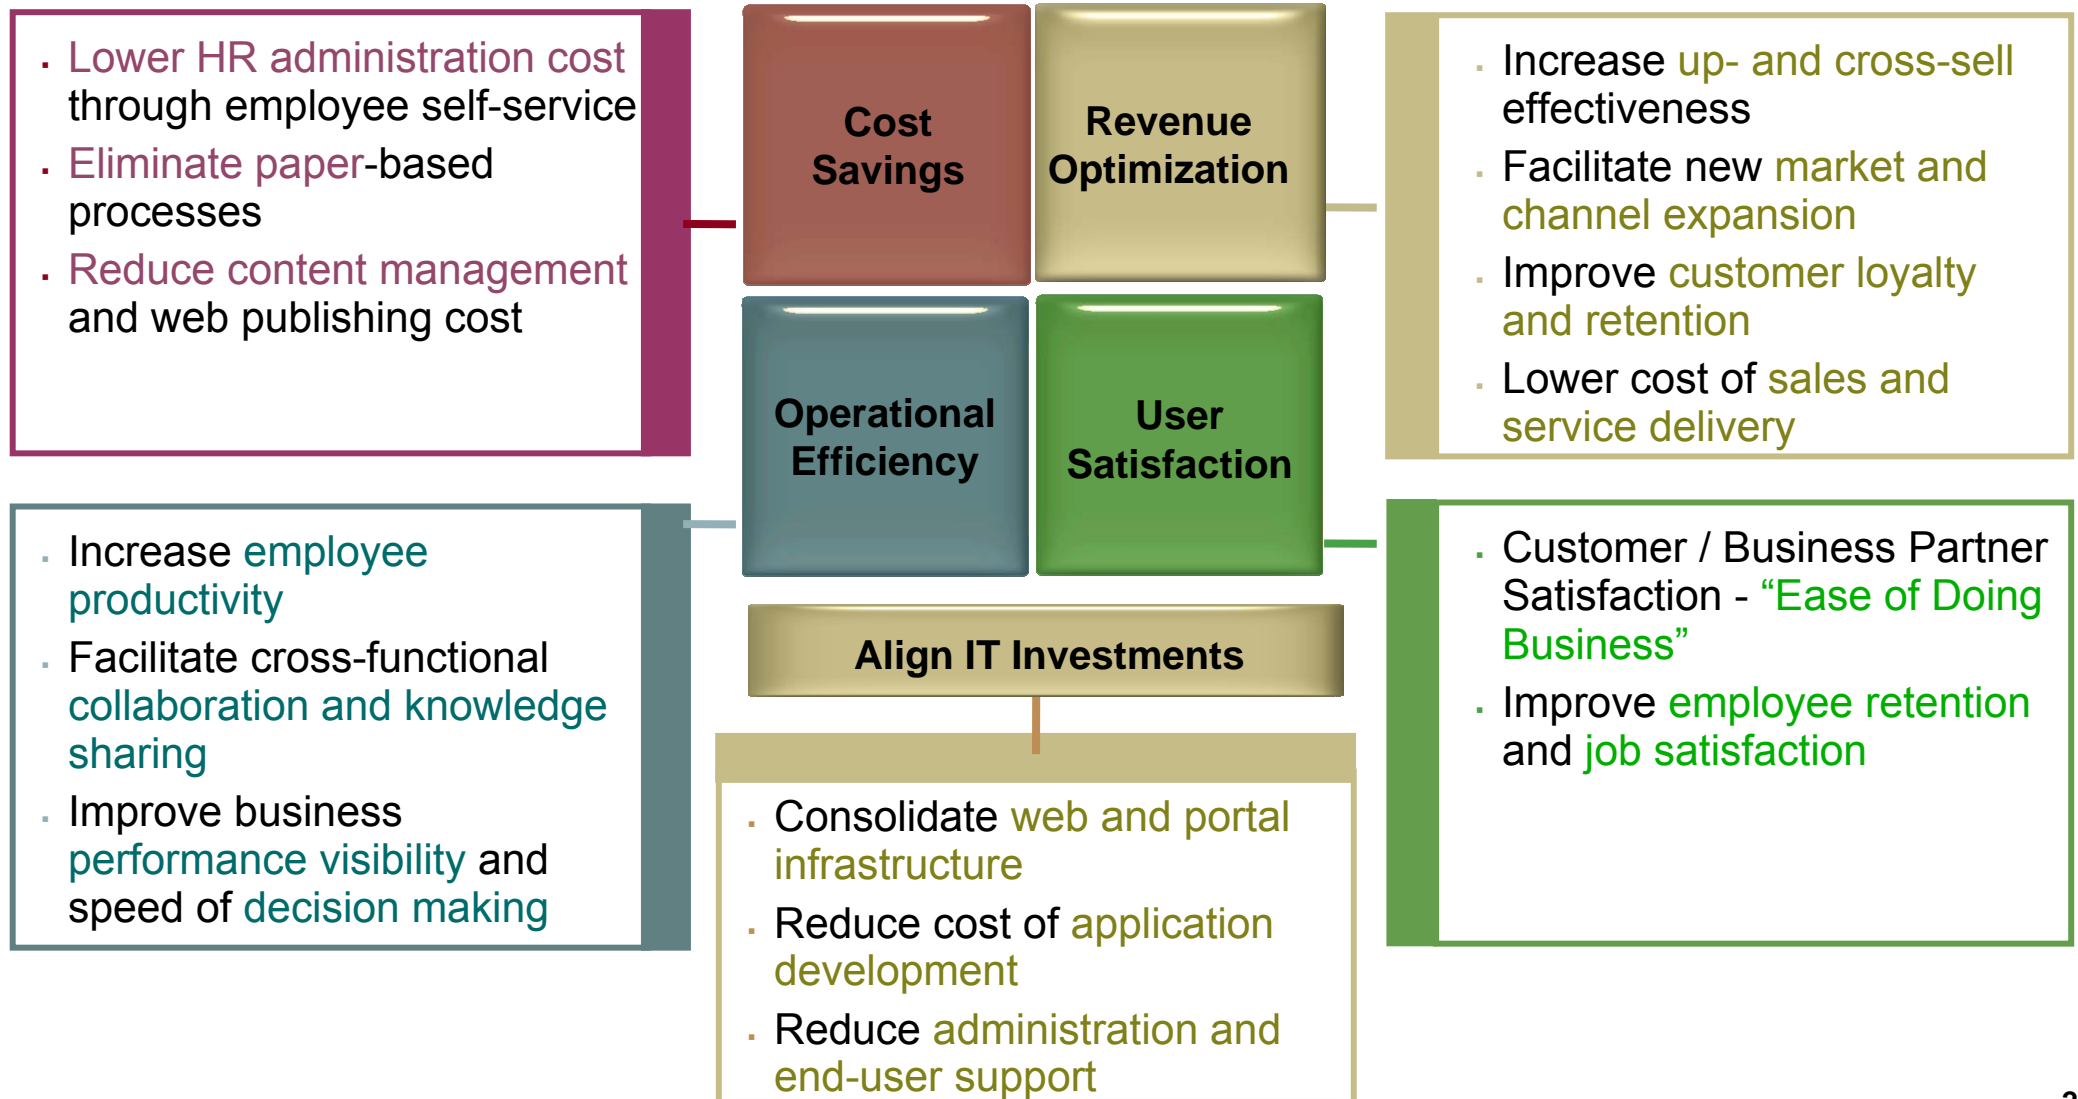 Lower HR administration cost
through employee self-service
Eliminate paper-based
processes
Reduce content management
and web publishing cost
Cost
Savings
Revenue
Optimization
Increase up- and cross-sell
effectiveness
Facilitate new market and
channel expansion
Improve customer loyalty
and retention
Lower cost of sales and
service delivery
Operational
Efficiency
User
Satisfaction
Increase employee
productivity
Facilitate cross-functional
collaboration and knowledge
sharing
Improve business
performance visibility and
speed of decision making
Customer / Business Partner
Satisfaction - “Ease of Doing
Business”
Improve employee retention
and job satisfaction
Align IT Investments
Consolidate web and portal
infrastructure
Reduce cost of application
development
Reduce administration and
end-user support